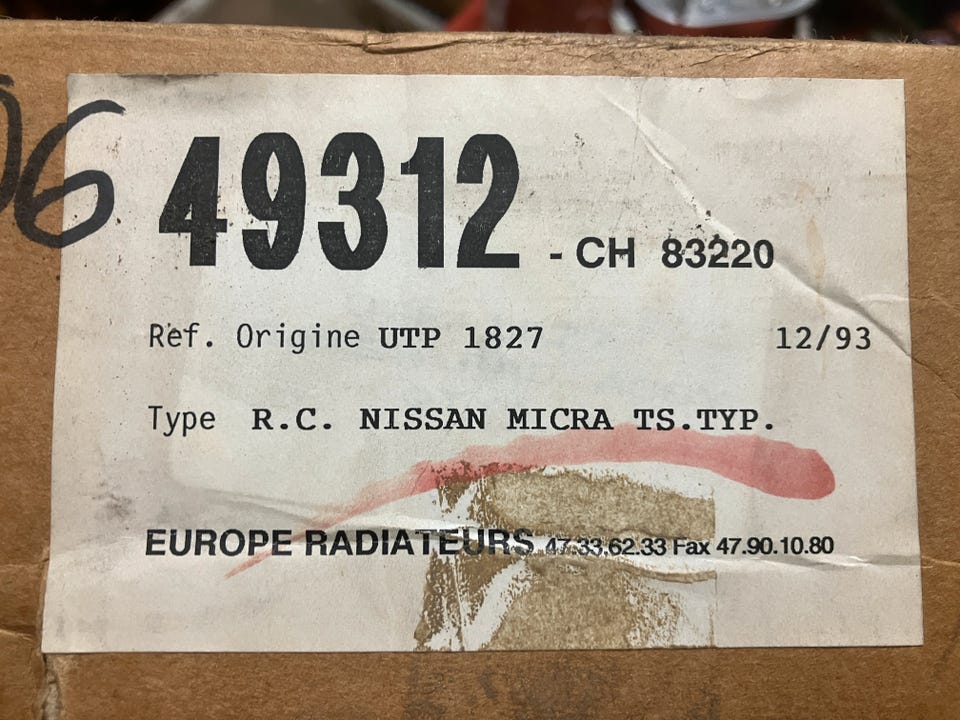 06
49312 - CH 83220
Ref. Origine UTP 1827 12/93
Type R.C. NISSAN MICRA TS.TYP.
EUROPE RADIATEURS 47.33.62.33 Fax 47.90.10.80